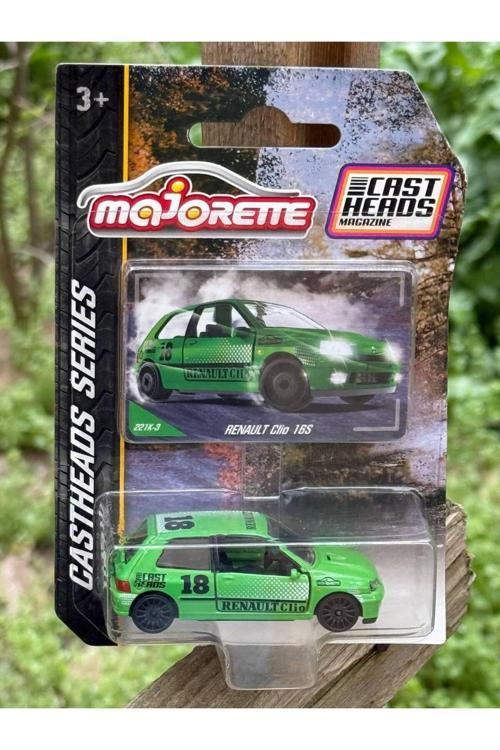 3+
majorette
CAST
HEADS
MAGAZINE
CASTHEADS SERIES
18
RENAULT Clio
221K-3
RENAULT Clio 16S
18
CAST
HEADS
18
RENAULT Clio